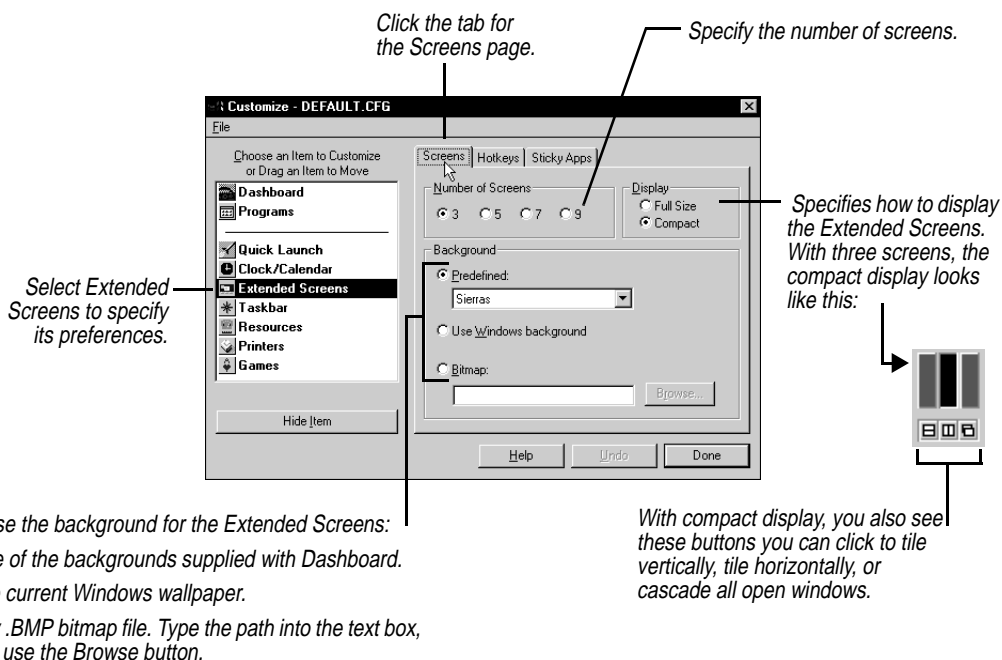 Click the tab for
the Screens page.
Specify the number of screens.
Customize - DEFAULT.CFG
File
Choose an Item to Customize
or Drag an Item to Move
Dashboard
Programs
Quick Launch
Clock/Calendar
Extended Screens
Taskbar
Resources
Printers
Games
Hide Item
Screens
Hotkeys
Sticky Apps
Number of Screens
3
5
7
9
Display
Full Size
Compact
Background
Predefined:
Sierras
Use Windows background
Bitmap:
Browse...
Help
Undo
Done
Select Extended
Screens to specify
its preferences.
Specifies how to display
the Extended Screens.
With three screens, the
compact display looks
like this:
se the background for the Extended Screens:
e of the backgrounds supplied with Dashboard.
current Windows wallpaper.
.BMP bitmap file. Type the path into the text box,
use the Browse button.
With compact display, you also see
these buttons you can click to tile
vertically, tile horizontally, or
cascade all open windows.